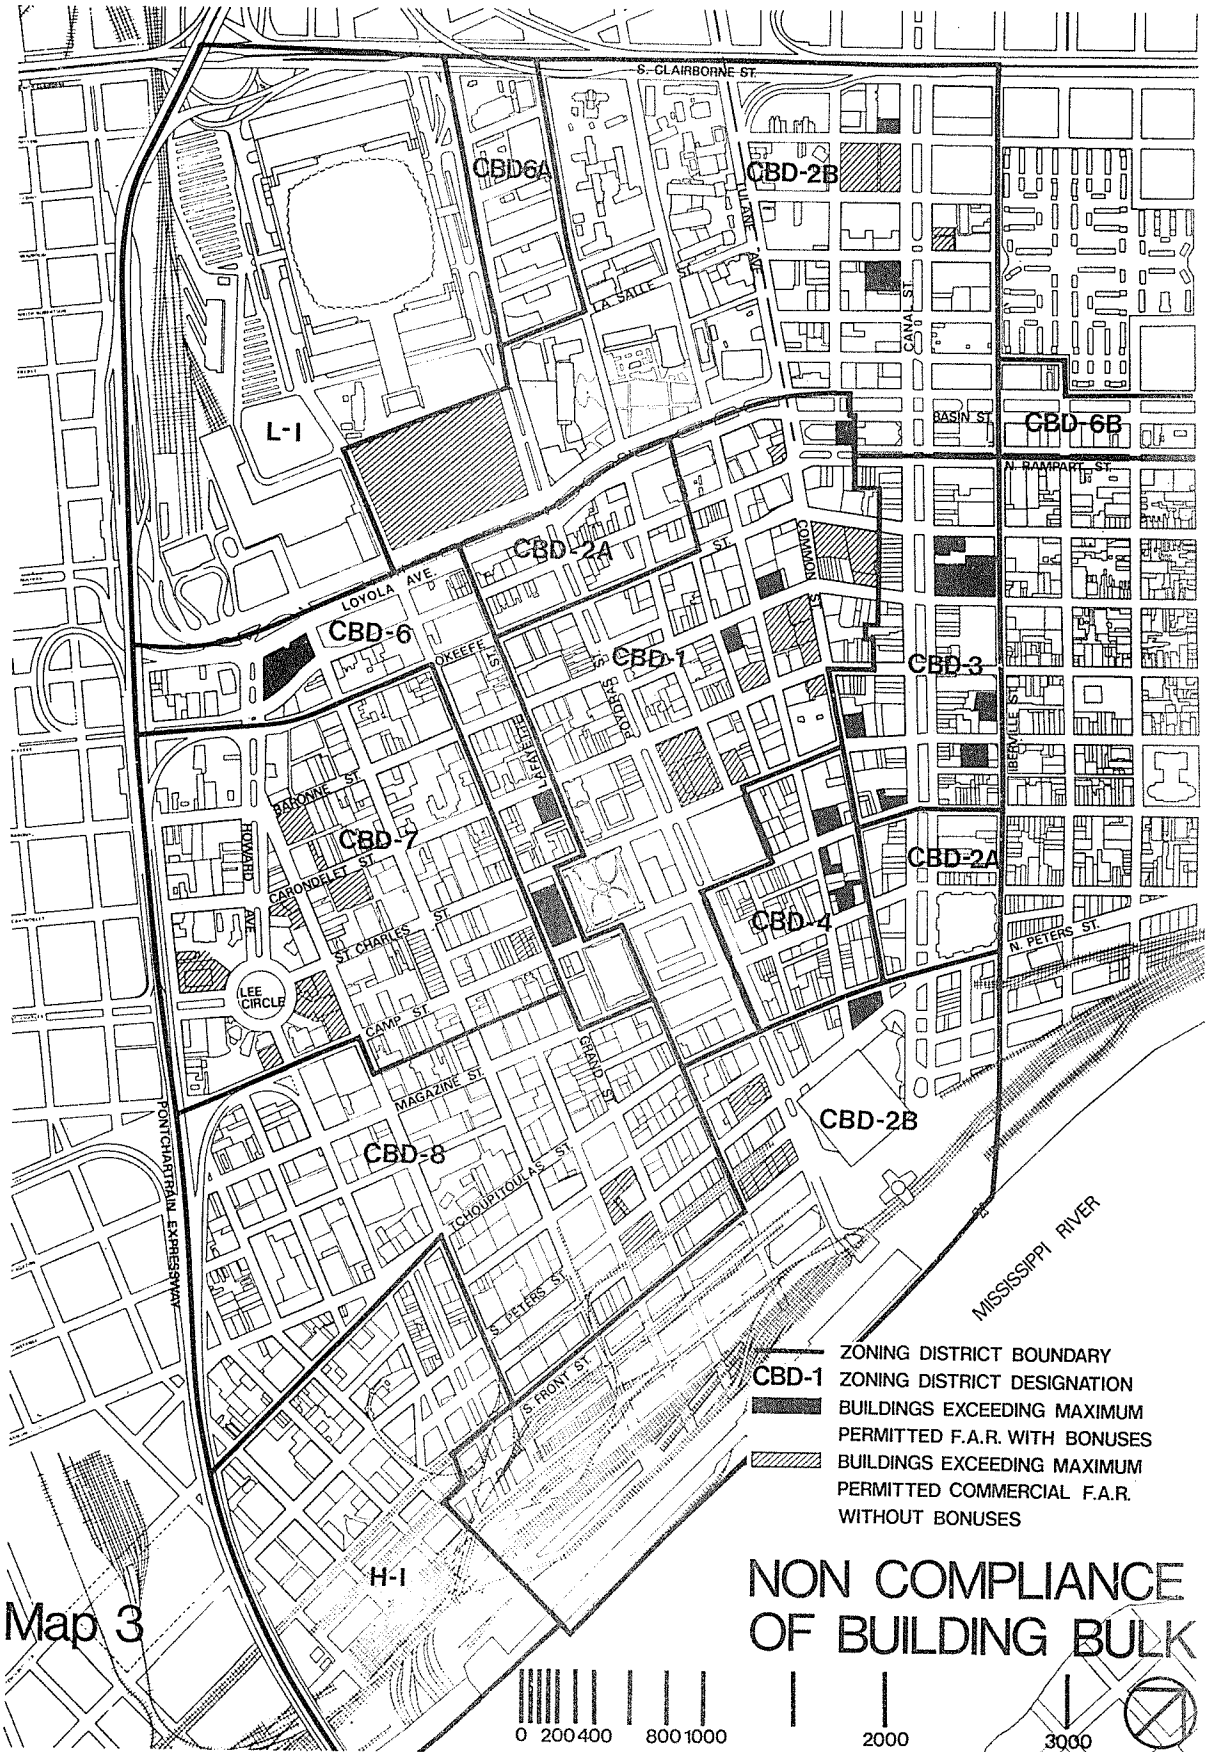 S. CLAIRBORNE ST.
CBD6A
CBD-2B
TULANE AVE
LA SALLE
CANAL ST.
L-I
BASIN ST.
CBD-6B
N. RAMPART ST.
CBD-2A
COMMON ST.
ST.
LOYOLA AVE.
CBD-6
OKEEFE
CBD-1
POYDRAS S
CBD-3
IBERVILLE ST.
LAFAYETTE
BARONNE ST.
CBD-7
HOWARD AVE
CARONDELET ST
CBD-2A
CBD-4
ST. CHARLES ST.
N. PETERS ST.
LEE
CIRCLE
CAMP ST.
GRAND S
MAGAZINE ST.
CBD-2B
PONTCHARTRAIN EXPRESSWAY
CBD-8
TCHOUPITOULAS ST.
S. PETERS ST.
S. FRONT ST.
MISSISSIPPI RIVER
H-I
ZONING DISTRICT BOUNDARY
CBD-1 ZONING DISTRICT DESIGNATION
BUILDINGS EXCEEDING MAXIMUM
PERMITTED F.A.R. WITH BONUSES
BUILDINGS EXCEEDING MAXIMUM
PERMITTED COMMERCIAL F.A.R.
WITHOUT BONUSES
NON COMPLIANCE
OF BUILDING BULK
Map 3
0 200 400 800 1000 2000 3000